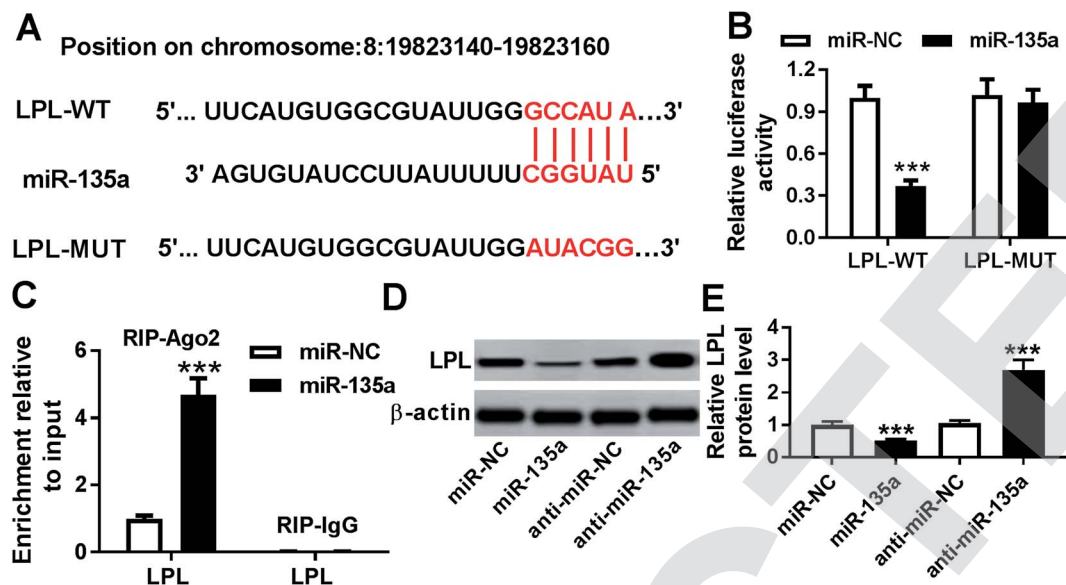 A
Position on chromosome:8:19823140-19823160
LPL-WT 5'... UUCAUGUGGCGUAUUGGGCCAUA...3'
miR-135a 3' AGUGUAUCCUUAUUUUUCGGUAU 5'
LPL-MUT 5'... UUCAUGUGGCGUAUUGGAUACGG...3'
B
miR-NC miR-135a
Relative luciferase
activity
1.2
0.9
0.6
0.3
0.0
***
LPL-WT LPL-MUT
C
RIP-Ago2
miR-NC
miR-135a
Enrichment relative
to input
6
4
2
0
***
RIP-IgG
LPL LPL
D
LPL
β-actin
miR-NC
miR-135a
anti-miR-NC
anti-miR-135a
E
Relative LPL
protein level
4
3
2
1
0
***
***
miR-NC
miR-135a
anti-miR-NC
anti-miR-135a